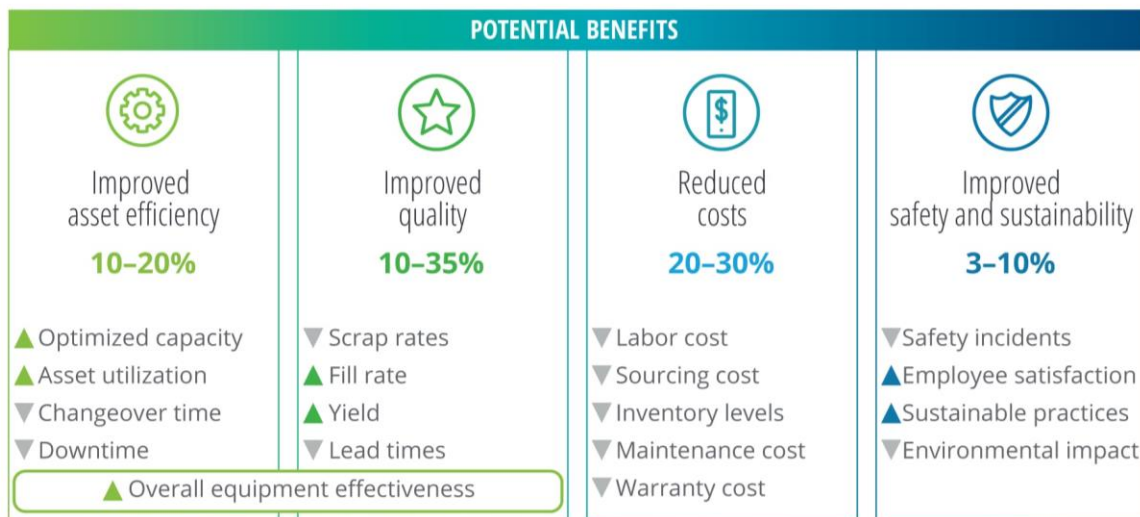 POTENTIAL BENEFITS
Improved
asset efficiency
10–20%
▲ Optimized capacity
▲ Asset utilization
▼ Changeover time
▼ Downtime
Improved
quality
10–35%
▼ Scrap rates
▲ Fill rate
▲ Yield
▼ Lead times
▲ Overall equipment effectiveness
$
Reduced
costs
20–30%
▼ Labor cost
▼ Sourcing cost
▼ Inventory levels
▼ Maintenance cost
▼ Warranty cost
Improved
safety and sustainability
3–10%
▼ Safety incidents
▲ Employee satisfaction
▲ Sustainable practices
▼ Environmental impact